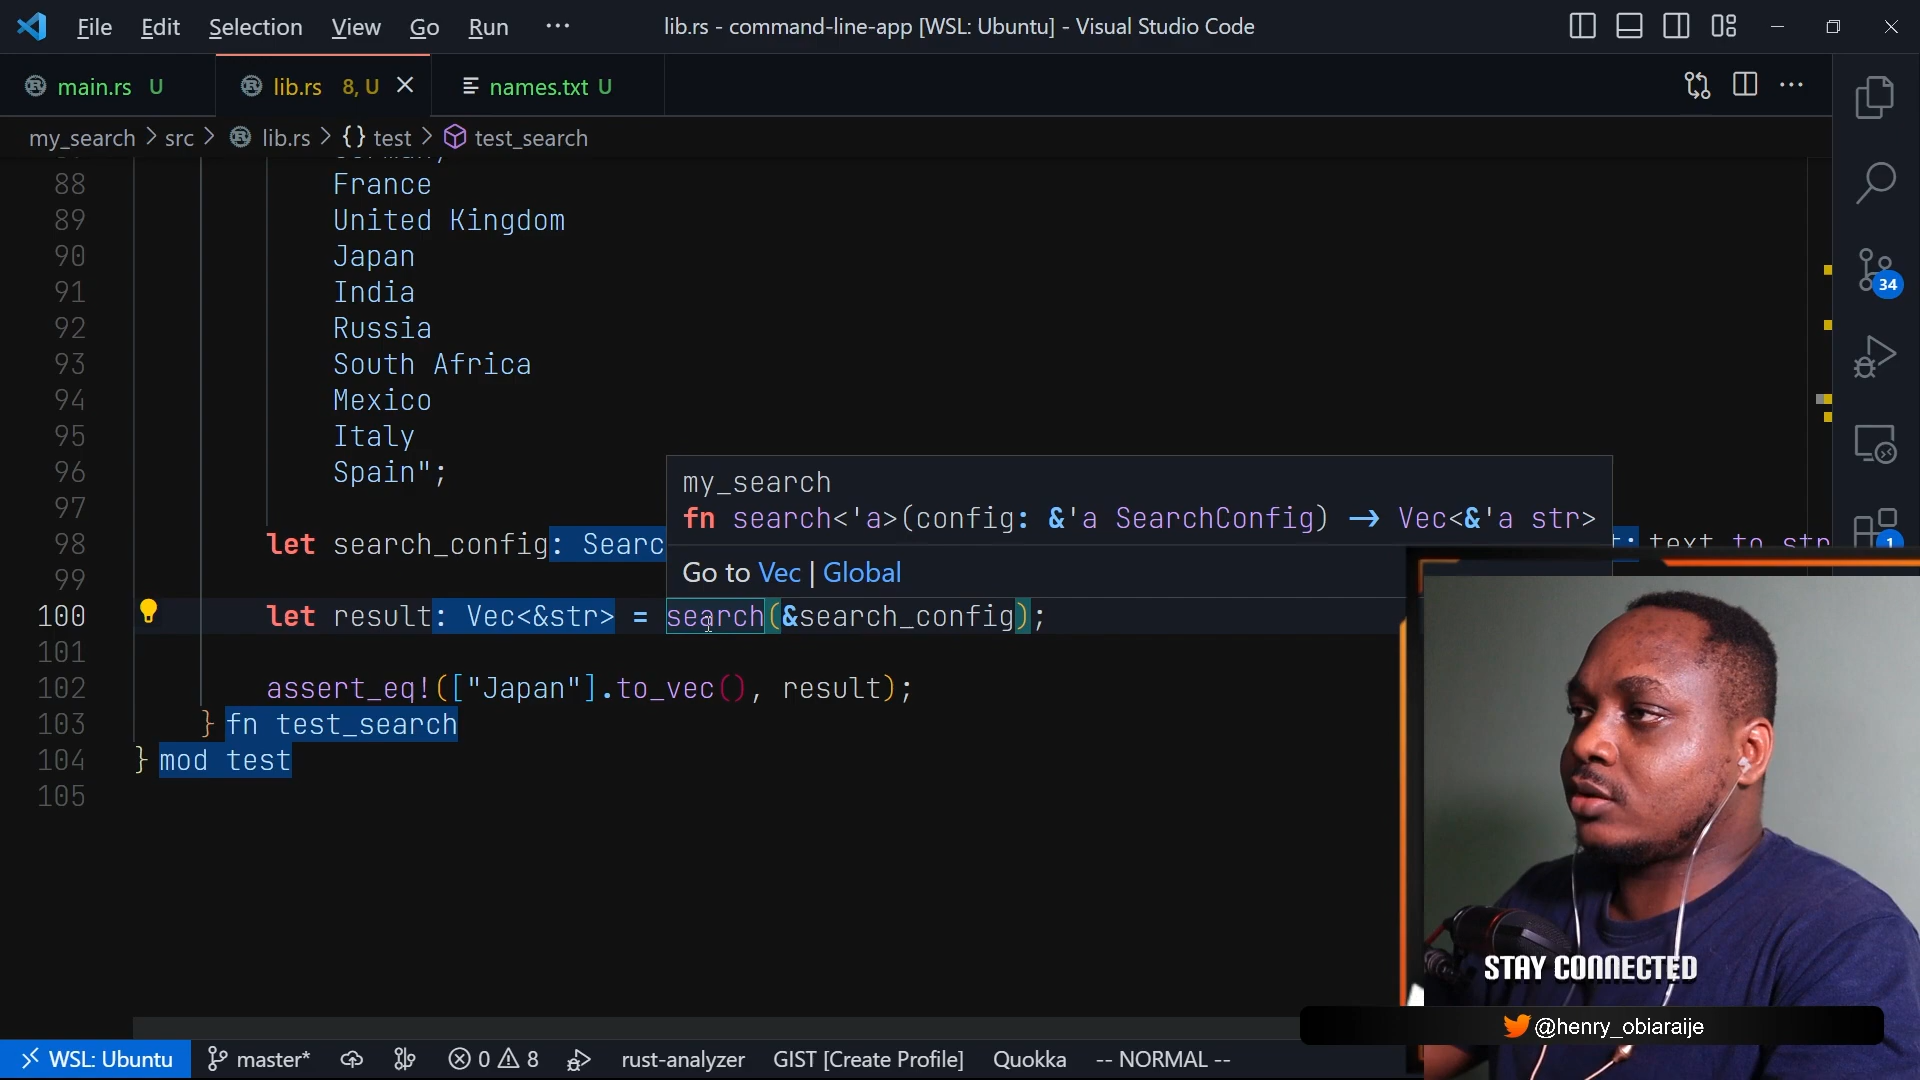 File Edit Selection View Go Run ··· lib.rs - command-line-app [WSL: Ubuntu] - Visual Studio Code
main.rs U lib.rs 8, U names.txt U
my_search > src > lib.rs > {} test > test_search
88 France
89 United Kingdom
90 Japan
91 India
92 Russia
93 South Africa
94 Mexico
95 Italy
96 Spain";
97
98 let search_config: Searc t: text.to_str
99
100 let result: Vec<&str> = search(&search_config);
101
102 assert_eq!(["Japan"].to_vec(), result);
103 } fn test_search
104 } mod test
105
my_search
fn search<'a>(config: &'a SearchConfig) → Vec<&'a str>
Go to Vec | Global
34
1
STAY CONNECTED
@henry_obiaraije
WSL: Ubuntu master* 0 8 rust-analyzer GIST [Create Profile] Quokka -- NORMAL --